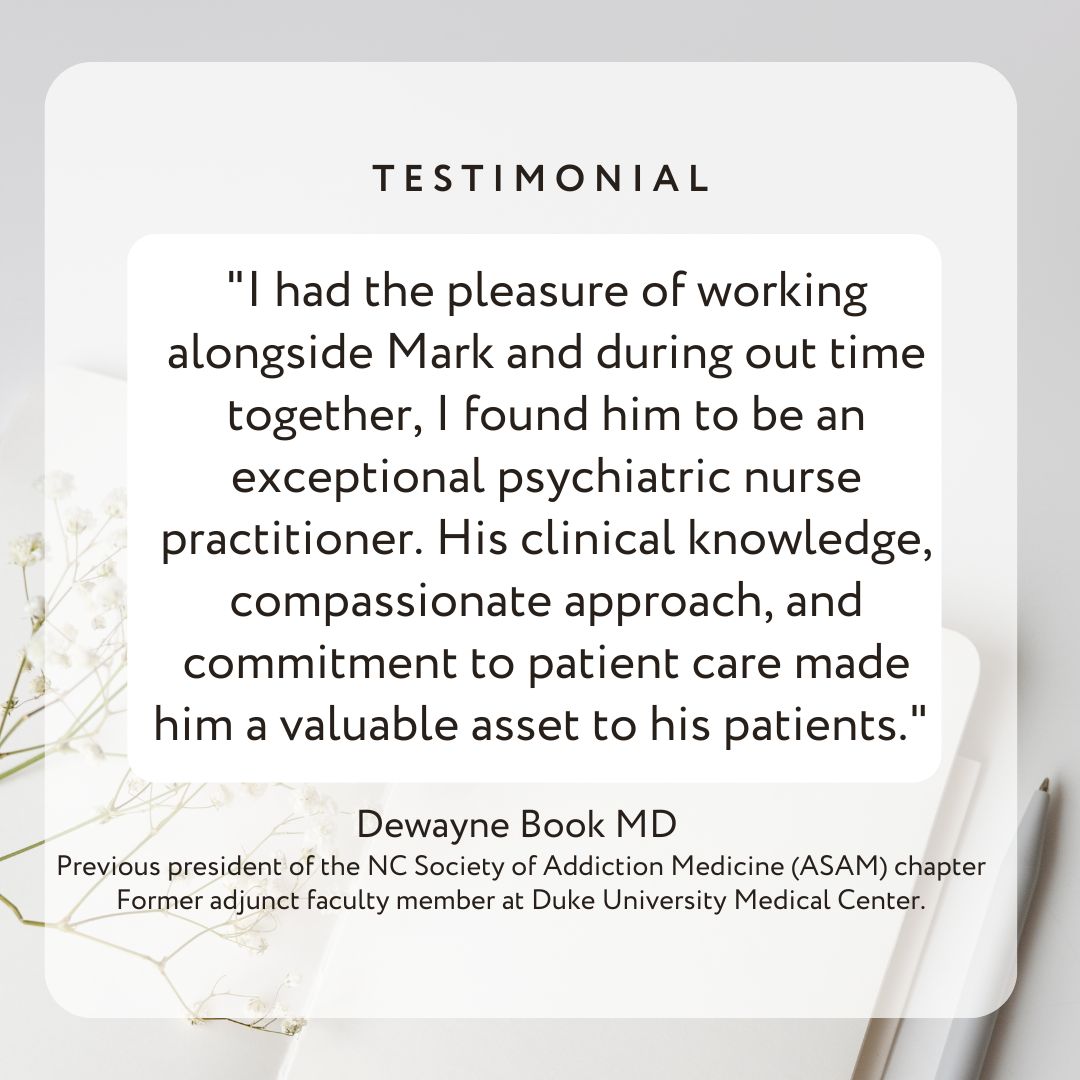 TESTIMONIAL
"I had the pleasure of working
alongside Mark and during out time
together, I found him to be an
exceptional psychiatric nurse
practitioner. His clinical knowledge,
compassionate approach, and
commitment to patient care made
him a valuable asset to his patients."
Dewayne Book MD
Previous president of the NC Society of Addiction Medicine (ASAM) chapter
Former adjunct faculty member at Duke University Medical Center.